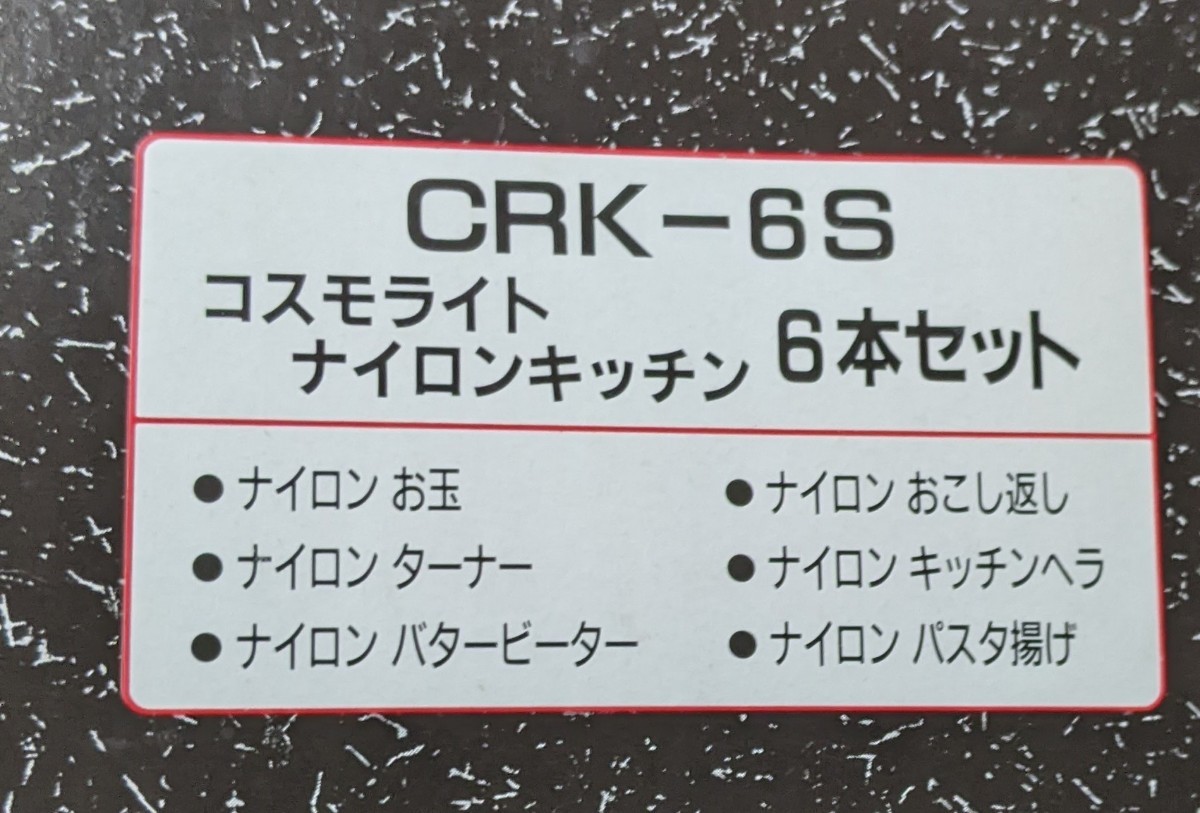 CRK−6S
コスモライト
ナイロンキッチン 6本セット
●ナイロン お玉
●ナイロン ターナー
●ナイロン バタービーター
●ナイロン おこし返し
●ナイロン キッチンヘラ
●ナイロン パスタ揚げ